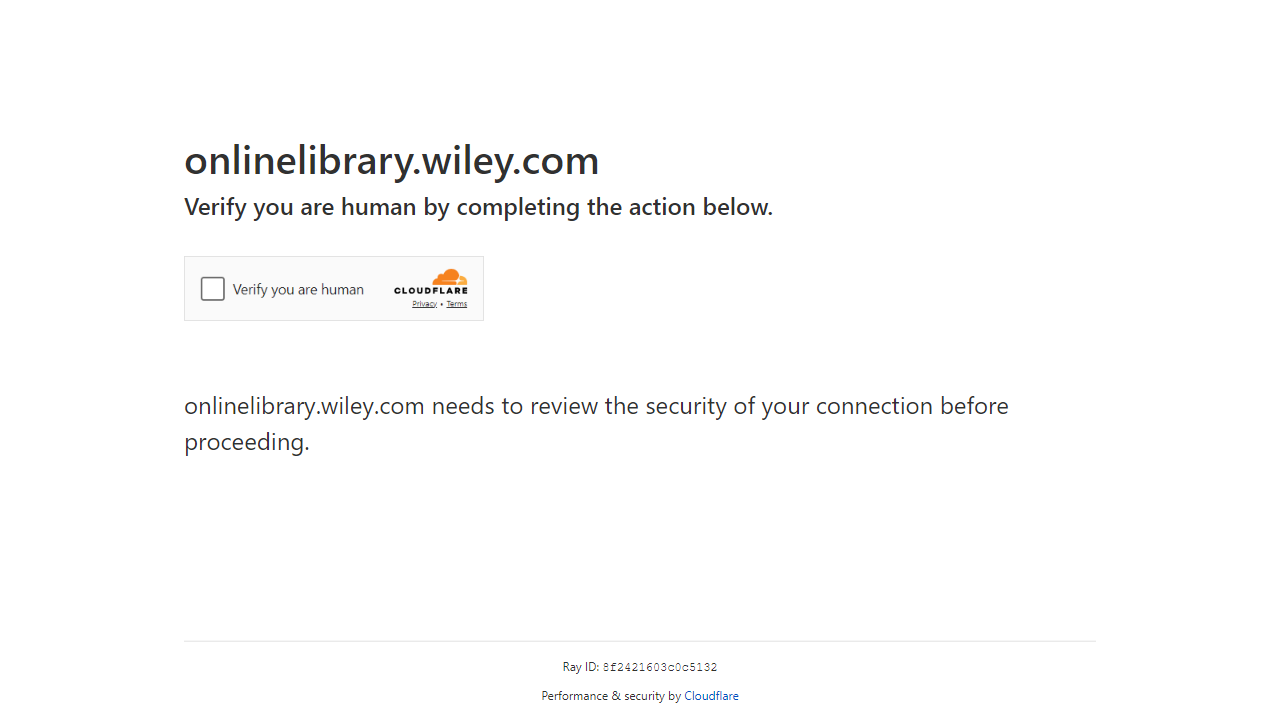 onlinelibrary.wiley.com
Verify you are human by completing the action below.
Verify you are human
CLOUDFLARE
Privacy • Terms
onlinelibrary.wiley.com needs to review the security of your connection before
proceeding.
Ray ID: 8f2421603c0c5132
Performance & security by Cloudflare